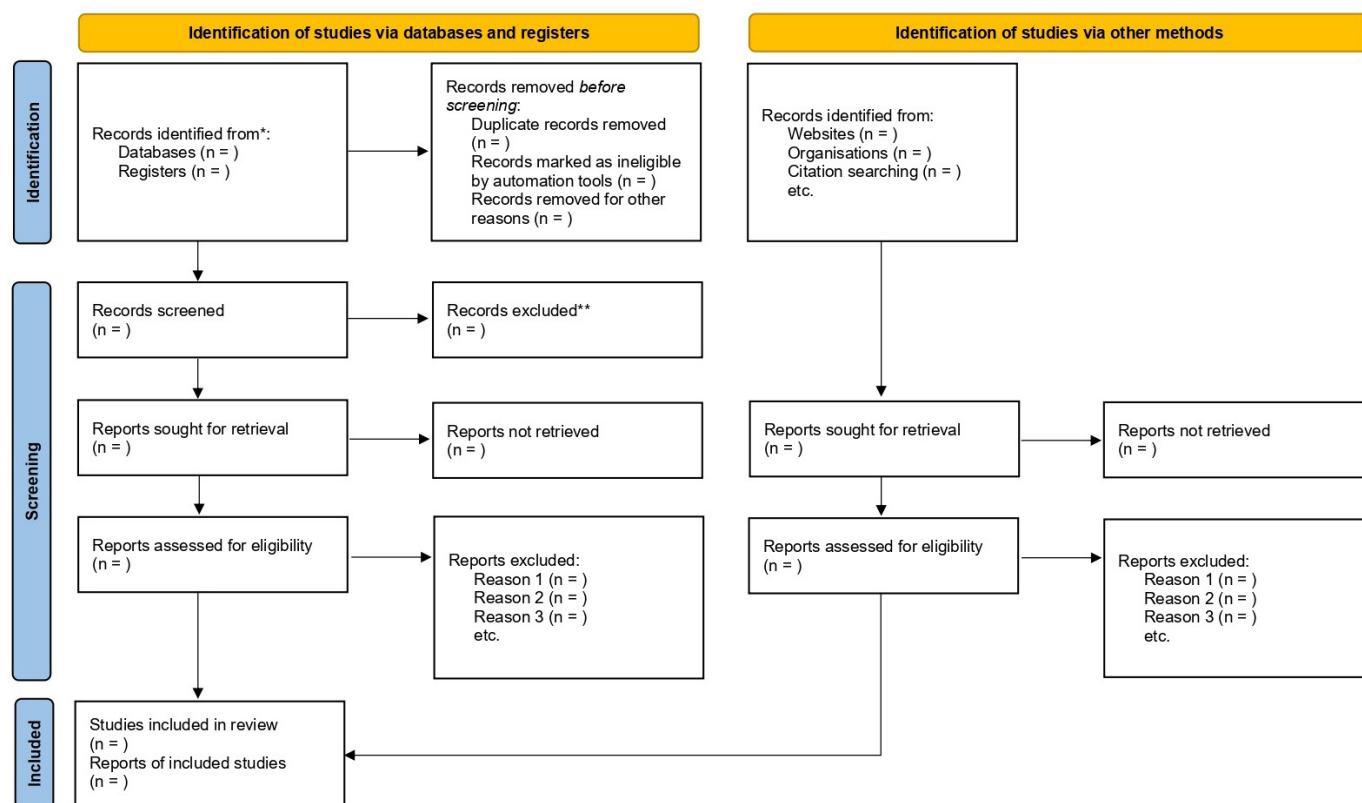 Identification of studies via databases and registers
Identification of studies via other methods
Identification
Records identified from*:
Databases (n = )
Registers (n = )
Records removed before
screening:
Duplicate records removed
(n = )
Records marked as ineligible
by automation tools (n = )
Records removed for other
reasons (n = )
Records identified from:
Websites (n = )
Organisations (n = )
Citation searching (n = )
etc.
Screening
Records screened
(n = )
Records excluded**
(n = )
Reports sought for retrieval
(n = )
Reports not retrieved
(n = )
Reports sought for retrieval
(n = )
Reports not retrieved
(n = )
Reports assessed for eligibility
(n = )
Reports excluded:
Reason 1 (n = )
Reason 2 (n = )
Reason 3 (n = )
etc.
Reports assessed for eligibility
(n = )
Reports excluded:
Reason 1 (n = )
Reason 2 (n = )
Reason 3 (n = )
etc.
Included
Studies included in review
(n = )
Reports of included studies
(n = )